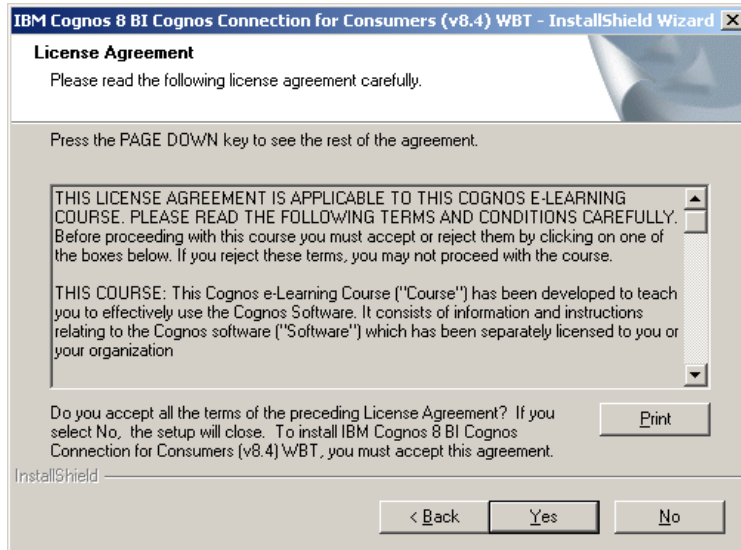 IBM Cognos 8 BI Cognos Connection for Consumers (v8.4) WBT - InstallShield Wizard
License Agreement
Please read the following license agreement carefully.
Press the PAGE DOWN key to see the rest of the agreement.
THIS LICENSE AGREEMENT IS APPLICABLE TO THIS COGNOS E-LEARNING
COURSE. PLEASE READ THE FOLLOWING TERMS AND CONDITIONS CAREFULLY.
Before proceeding with this course you must accept or reject them by clicking on one of
the boxes below. If you reject these terms, you may not proceed with the course.
THIS COURSE: This Cognos e-Learning Course ("Course") has been developed to teach
you to effectively use the Cognos Software. It consists of information and instructions
relating to the Cognos software ("Software") which has been separately licensed to you or
your organization
Do you accept all the terms of the preceding License Agreement? If you
select No, the setup will close. To install IBM Cognos 8 BI Cognos
Connection for Consumers (v8.4) WBT, you must accept this agreement.
Print
InstallShield
< Back
Yes
No